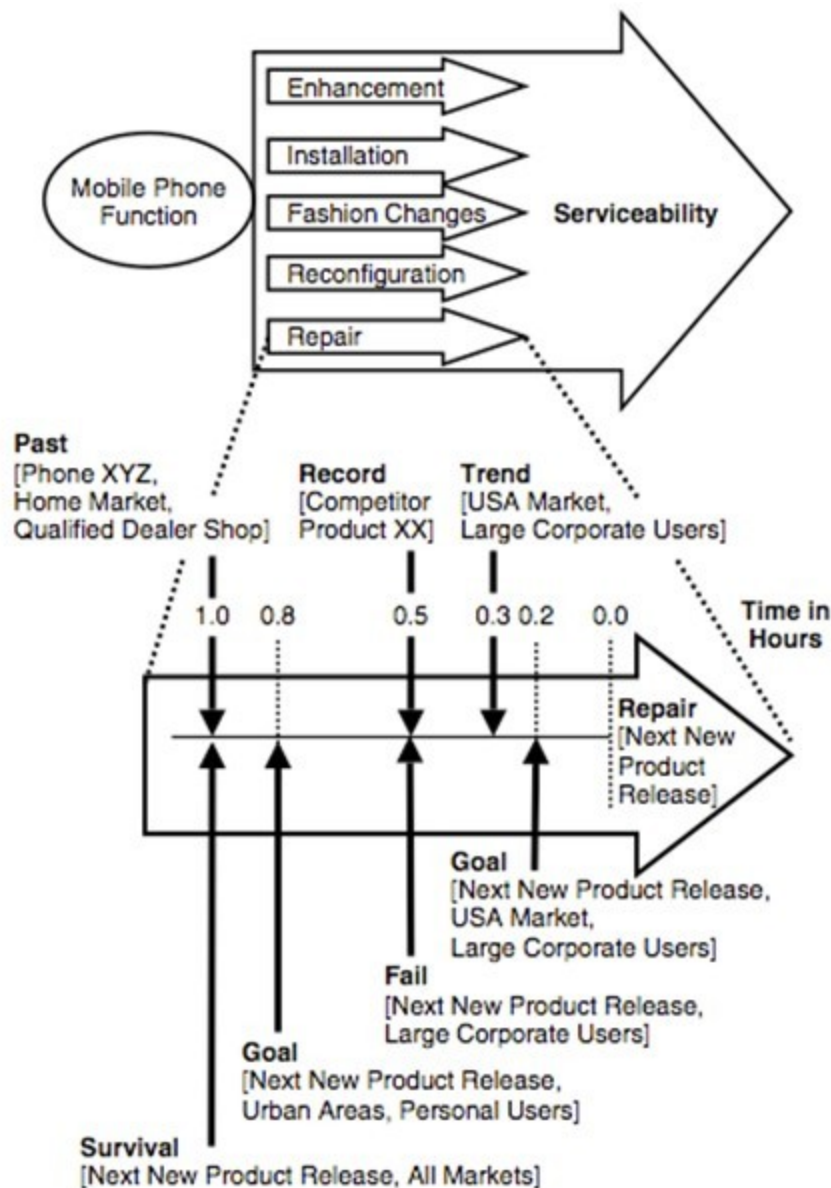 Enhancement
Installation
Mobile Phone
Function
Fashion Changes
Serviceability
Reconfiguration
Repair
Past
[Phone XYZ,
Home Market,
Qualified Dealer Shop]
Record
[Competitor
Product XX]
Trend
[USA Market,
Large Corporate Users]
1.0 0.8 0.5 0.3 0.2 0.0
Time in
Hours
Repair
[Next New
Product
Release]
Goal
[Next New Product Release,
USA Market,
Large Corporate Users]
Fail
[Next New Product Release,
Large Corporate Users]
Goal
[Next New Product Release,
Urban Areas, Personal Users]
Survival
[Next New Product Release, All Markets]